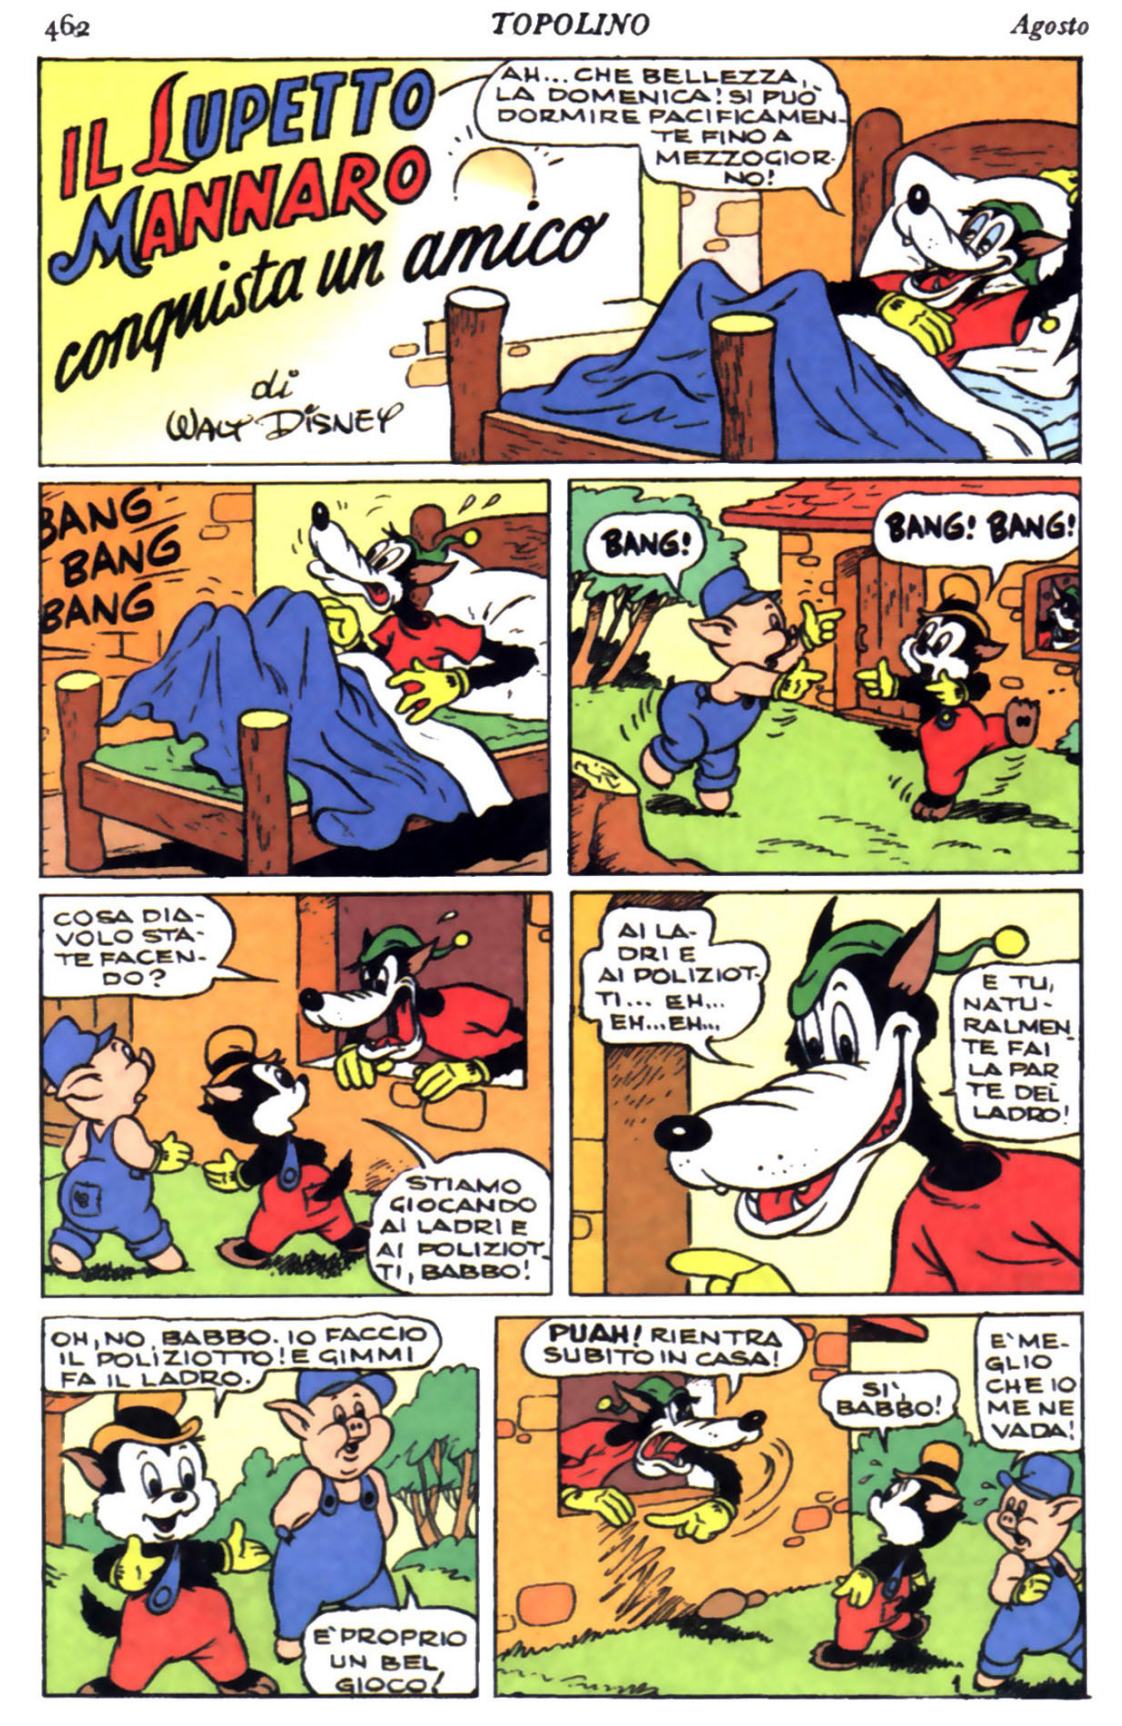 462
TOPOLINO
Agosto
IL LUPETTO
MANNARO
conquista un amico
di
WALT DISNEY
AH... CHE BELLEZZA,
LA DOMENICA! SI PUÒ
DORMIRE PACIFICAMEN-
TE FINO A
MEZZOGIOR-
NO!
BANG
BANG
BANG
BANG!
BANG! BANG!
COSA DIA-
VOLO STA-
TE FACEN-
DO?
STIAMO
GIOCANDO
AI LADRI E
AI POLIZIOT-
TI, BABBO!
AI LA-
DRI E
AI POLIZIOT-
TI... EH...
EH...EH...
E TU,
NATU-
RALMEN
TE FAI
LA PAR
TE DEL
LADRO!
OH, NO, BABBO. IO FACCIO
IL POLIZIOTTO! E GIMMI
FA IL LADRO.
E' PROPRIO
UN BEL
GIOCO!
PUAH! RIENTRA
SUBITO IN CASA!
SI',
BABBO!
E' ME-
GLIO
CHE IO
ME NE
VADA!
1